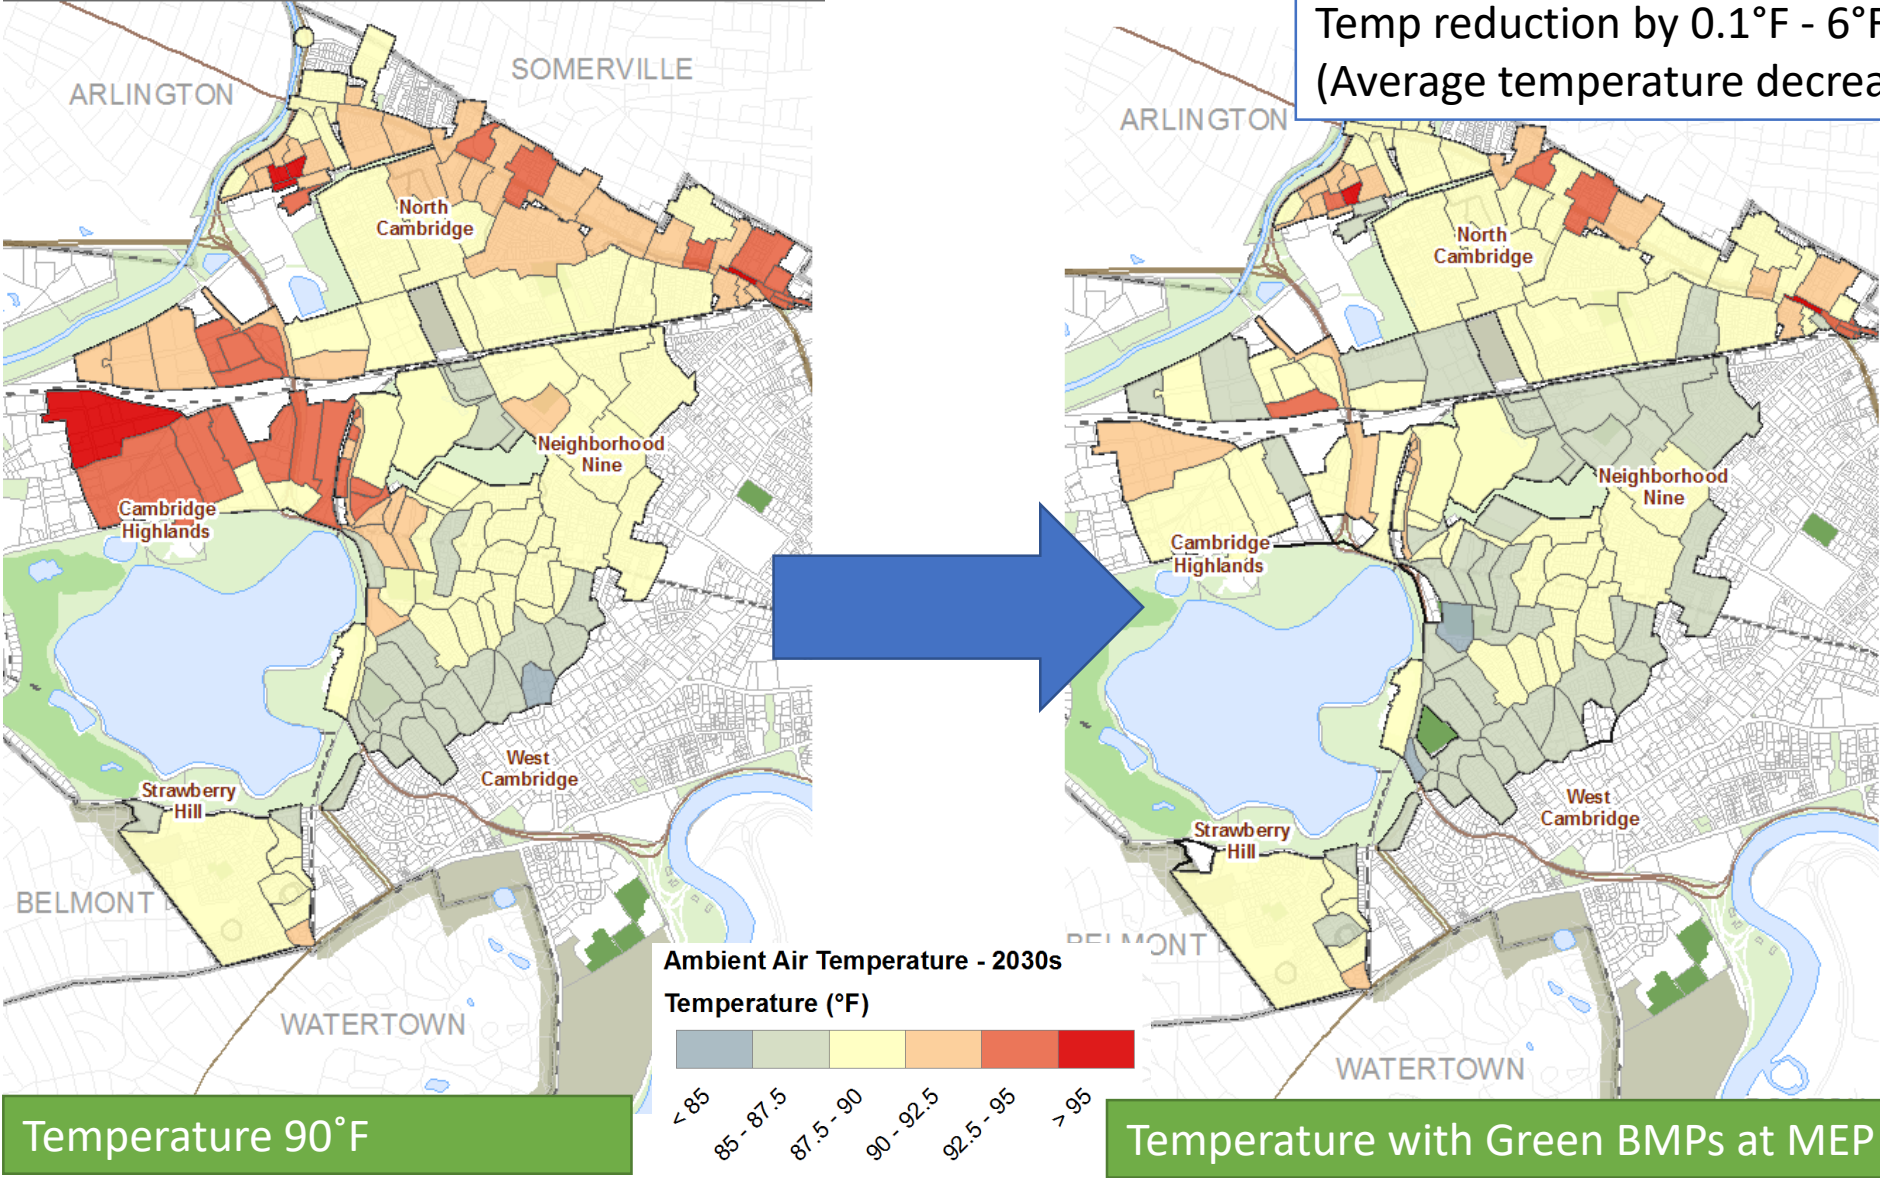 Temp reduction by 0.1°F - 6°F
(Average temperature decrea
ARLINGTON
SOMERVILLE
North
Cambridge
Neighborhood
Nine
Cambridge
Highlands
West
Cambridge
Strawberry
Hill
BELMONT
WATERTOWN
ARLINGTON
North
Cambridge
Neighborhood
Nine
Cambridge
Highlands
West
Cambridge
Strawberry
Hill
BELMONT
WATERTOWN
Ambient Air Temperature - 2030s
Temperature (°F)
< 85
85 - 87.5
87.5 - 90
90 - 92.5
92.5 - 95
> 95
Temperature 90°F
Temperature with Green BMPs at MEP